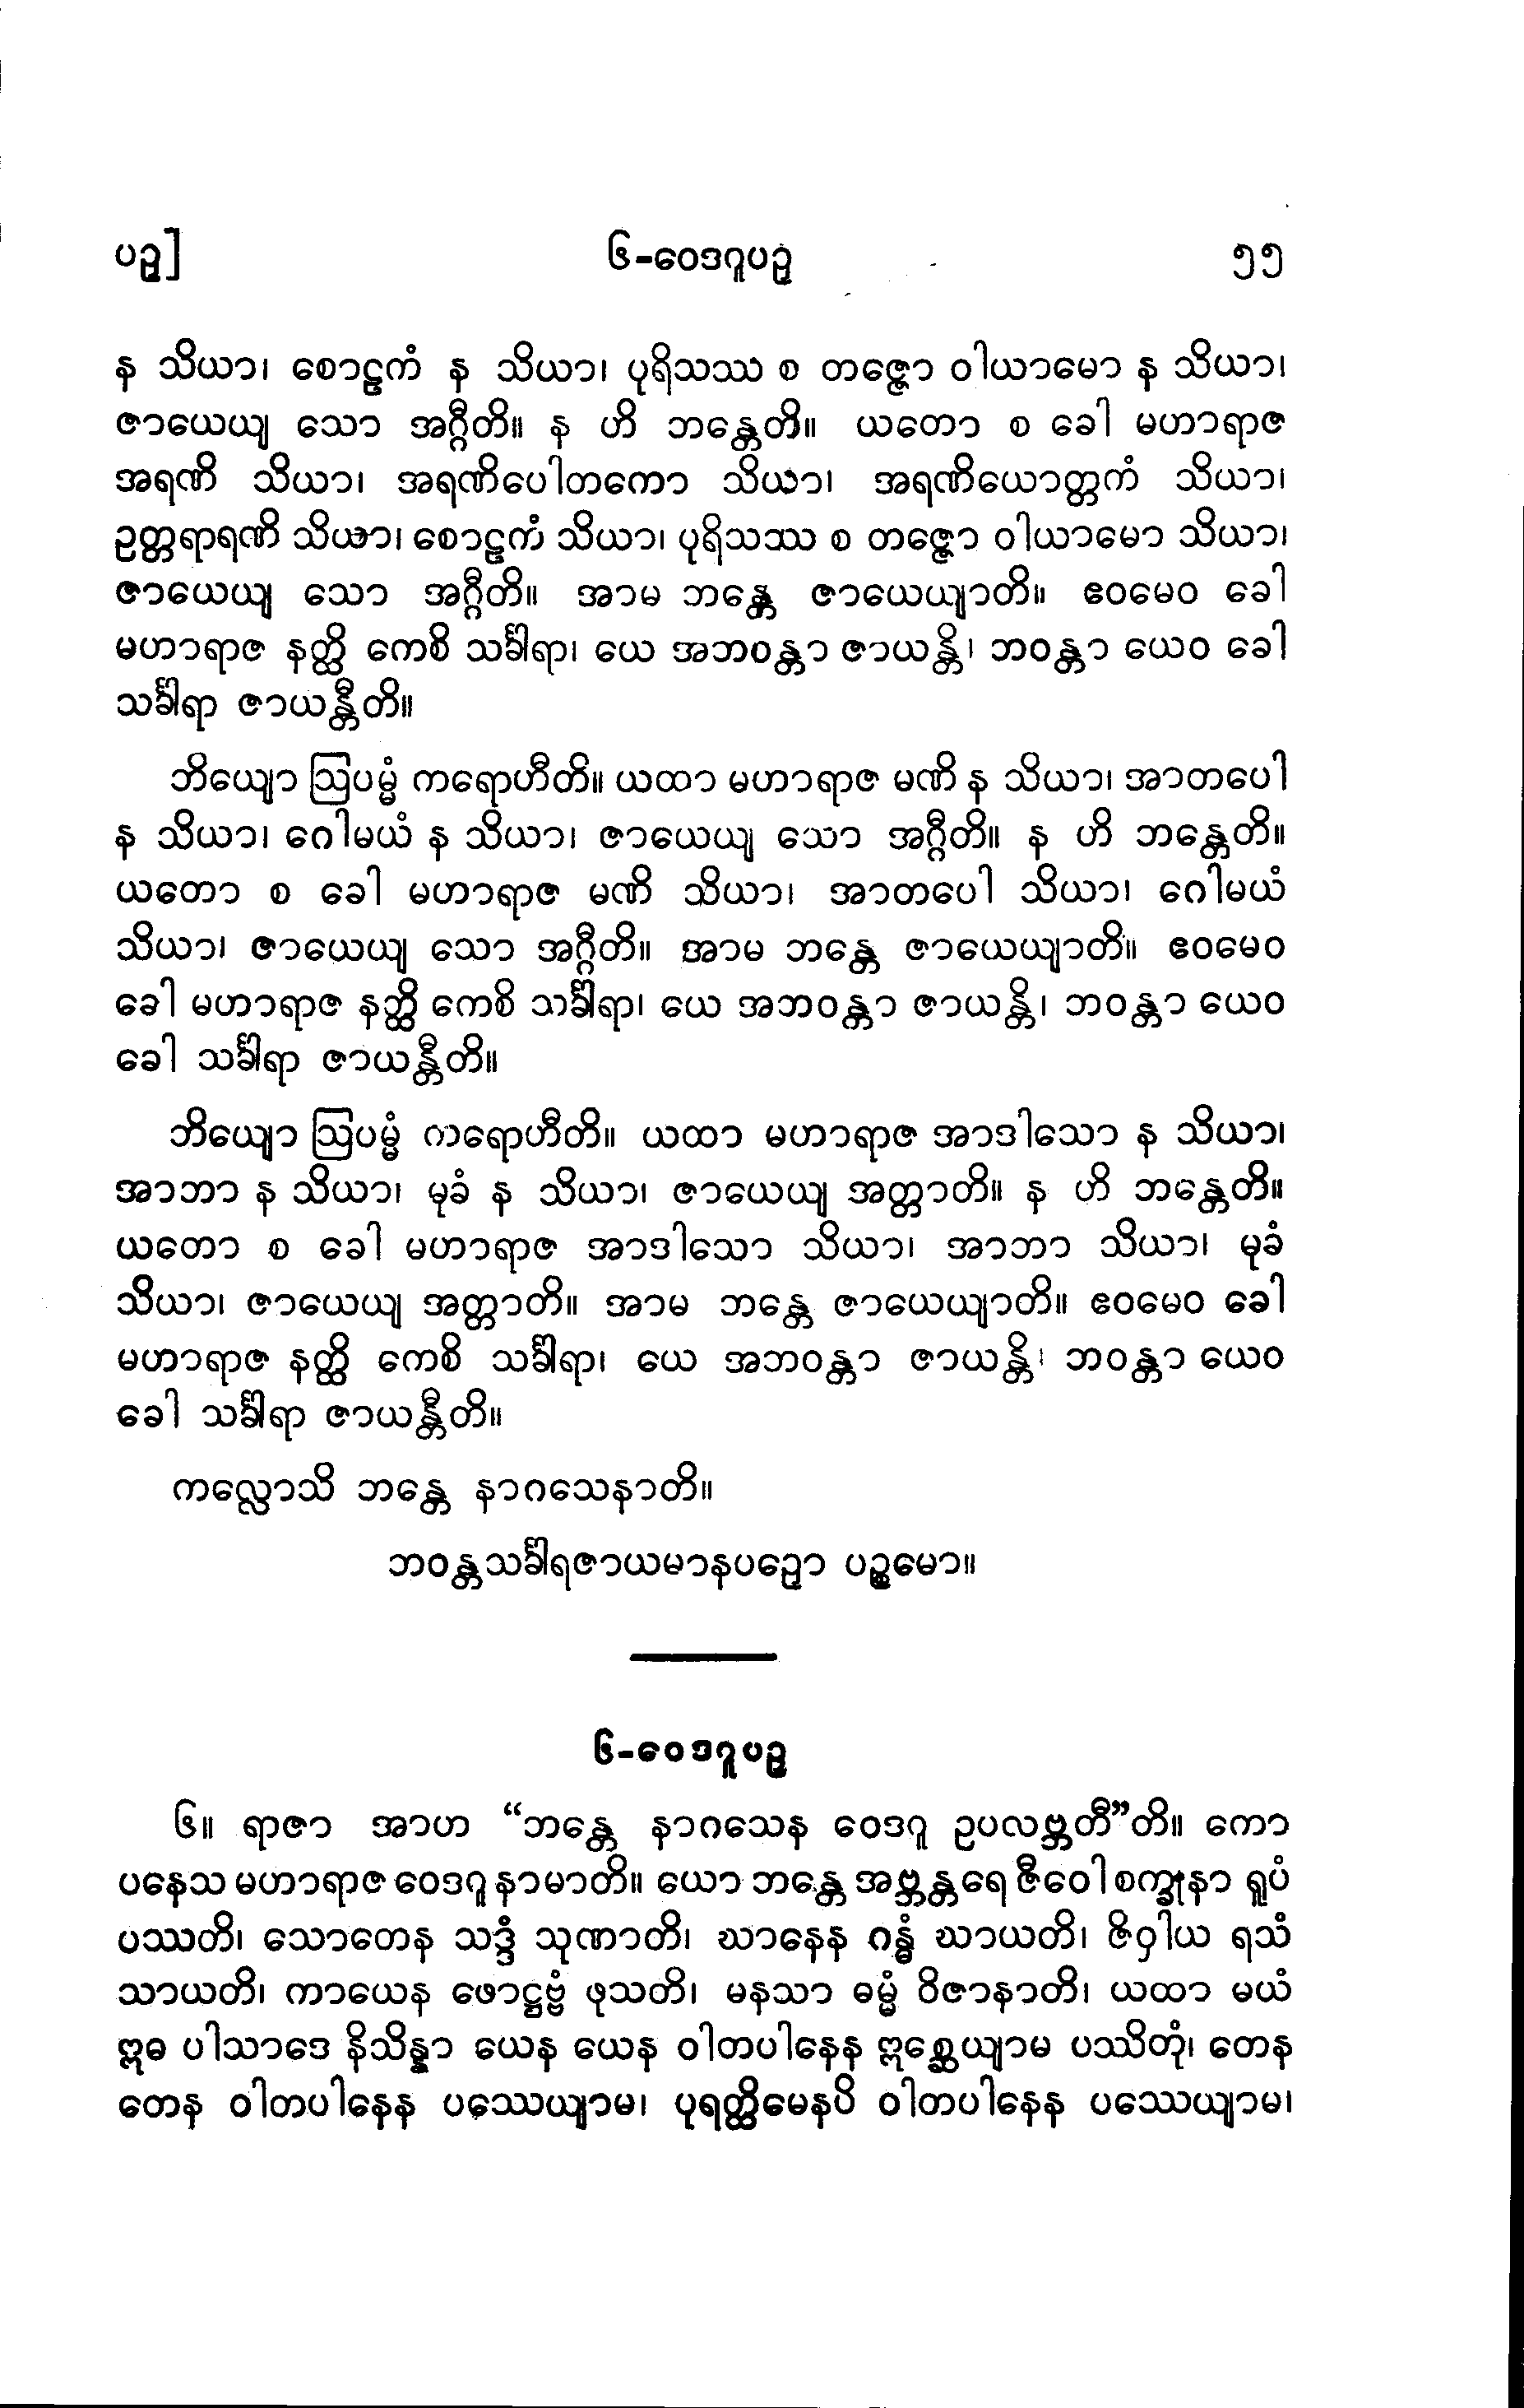 ပဉှ] ၆-ဝေဒဂူပဉှ ၅၅
န သိယာ၊ စောဠကံ န သိယာ၊ ပုရိသဿ စ တဇ္ဇော ဝါယာမော န သိယာ၊
ဇာယေယျ သော အဂ္ဂီတိ။ န ဟိ ဘန္တေတိ။ ယတော စ ခေါ မဟာရာဇ
အရဏိ သိယာ၊ အရဏိပေါတကော သိယာ၊ အရဏိယောတ္တကံ သိယာ၊
ဥတ္တရာရဏိ သိယာ၊ စောဠကံ သိယာ၊ ပုရိသဿ စ တဇ္ဇော ဝါယာမော သိယာ၊
ဇာယေယျ သော အဂ္ဂီတိ။ အာမ ဘန္တေ ဇာယေယျာတိ။ ဧဝမေဝ ခေါ
မဟာရာဇ နတ္ထိ ကေစိ သင်္ခါရာ၊ ယေ အဘဝန္တာ ဇာယန္တိ၊ ဘဝန္တာ ယေဝ ခေါ
သင်္ခါရာ ဇာယန္တီတိ။
ဘိယျော ဩပမ္မံ ကရောဟီတိ။ ယထာ မဟာရာဇ မဏိ န သိယာ၊ အာတပေါ
န သိယာ၊ ဂေါမယံ န သိယာ၊ ဇာယေယျ သော အဂ္ဂီတိ။ န ဟိ ဘန္တေတိ။
ယတော စ ခေါ မဟာရာဇ မဏိ သိယာ၊ အာတပေါ သိယာ၊ ဂေါမယံ
သိယာ၊ ဇာယေယျ သော အဂ္ဂီတိ။ အာမ ဘန္တေ ဇာယေယျာတိ။ ဧဝမေဝ
ခေါ မဟာရာဇ နတ္ထိ ကေစိ သင်္ခါရာ၊ ယေ အဘဝန္တာ ဇာယန္တိ၊ ဘဝန္တာ ယေဝ
ခေါ သင်္ခါရာ ဇာယန္တီတိ။
ဘိယျော ဩပမ္မံ ကရောဟီတိ။ ယထာ မဟာရာဇ အာဒါသော န သိယာ၊
အာဘာ န သိယာ၊ မုခံ န သိယာ၊ ဇာယေယျ အတ္တာတိ။ န ဟိ ဘန္တေတိ။
ယတော စ ခေါ မဟာရာဇ အာဒါသော သိယာ၊ အာဘာ သိယာ၊ မုခံ
သိယာ၊ ဇာယေယျ အတ္တာတိ။ အာမ ဘန္တေ ဇာယေယျာတိ။ ဧဝမေဝ ခေါ
မဟာရာဇ နတ္ထိ ကေစိ သင်္ခါရာ၊ ယေ အဘဝန္တာ ဇာယန္တိ၊ ဘဝန္တာ ယေဝ
ခေါ သင်္ခါရာ ဇာယန္တီတိ။
ကလ္လောသိ ဘန္တေ နာဂသေနာတိ။
ဘဝန္တသင်္ခါရဇာယမာနပဉှော ပဉ္စမော။
၆-ဝေဒဂူပဉှ
၆။ ရာဇာ အာဟ “ဘန္တေ နာဂသေန ဝေဒဂူ ဥပလဗ္ဘတီ”တိ။ ကော
ပနေသ မဟာရာဇ ဝေဒဂူ နာမာတိ။ ယော ဘန္တေ အဗ္ဘန္တရေ ဇီဝေါ စက္ခုနာ ရူပံ
ပဿတိ၊ သောတေန သဒ္ဒံ သုဏာတိ၊ ဃာနေန ဂန္ဓံ ဃာယတိ၊ ဇိဝှါယ ရသံ
သာယတိ၊ ကာယေန ဖောဋ္ဌဗ္ဗံ ဖုသတိ၊ မနသာ ဓမ္မံ ဝိဇာနာတိ၊ ယထာ မယံ
ဣဓ ပါသာဒေ နိသိန္နာ ယေန ယေန ဝါတပါနေန ဣစ္ဆေယျာမ ပဿိတုံ၊ တေန
တေန ဝါတပါနေန ပဿေယျာမ၊ ပုရတ္ထိမေနပိ ဝါတပါနေန ပဿေယျာမ၊